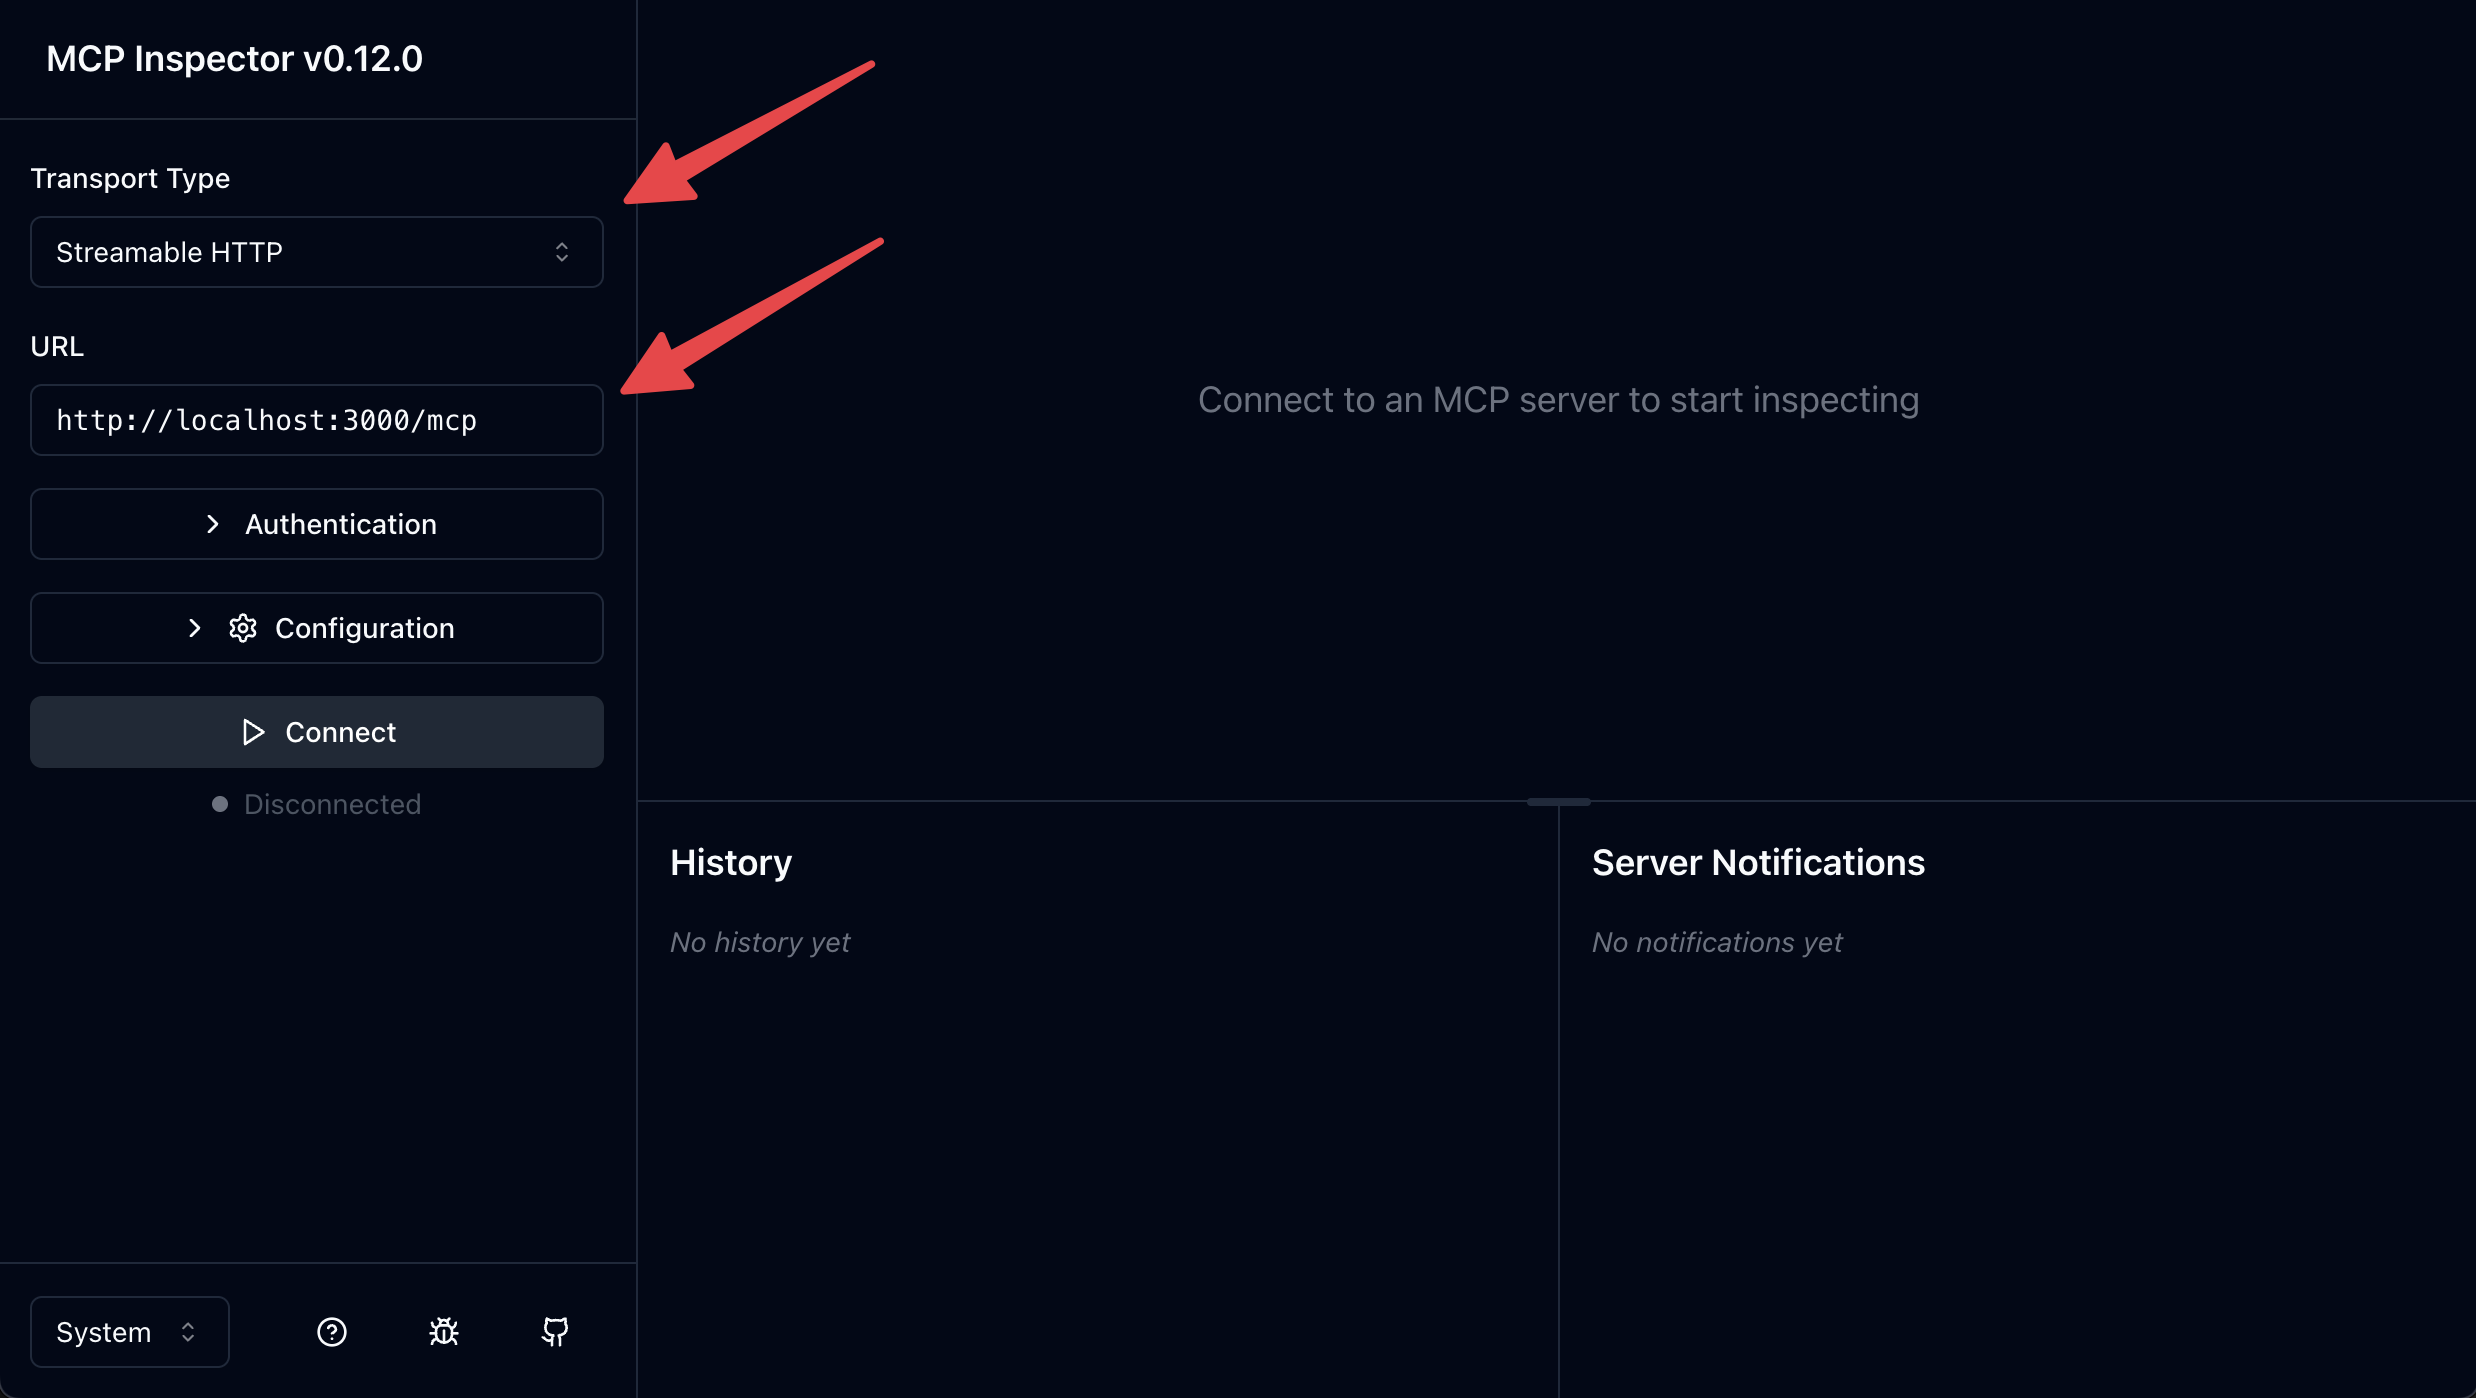 MCP Inspector v0.12.0
Transport Type
Streamable HTTP
URL
http://localhost:3000/mcp
Authentication
Configuration
Connect
Disconnected
System
Connect to an MCP server to start inspecting
History
No history yet
Server Notifications
No notifications yet